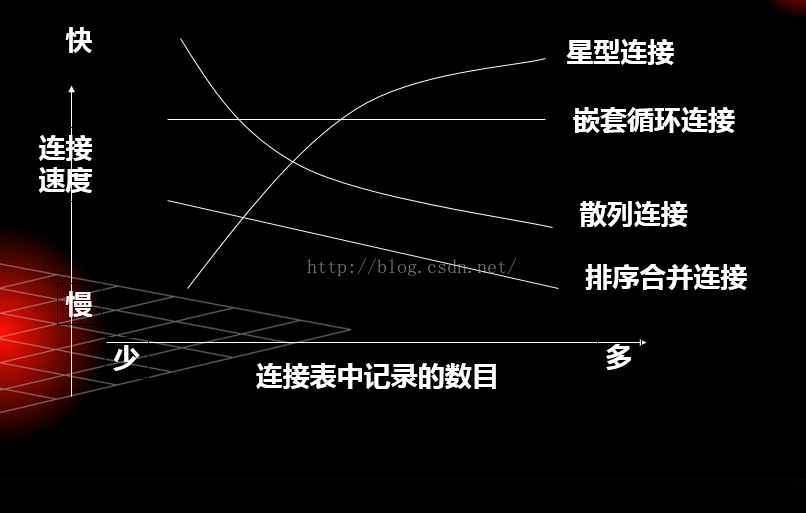 快
星型连接
嵌套循环连接
连接
速度
散列连接
http://blog.csdn.net/
排序合并连接
慢
少
多
连接表中记录的数目